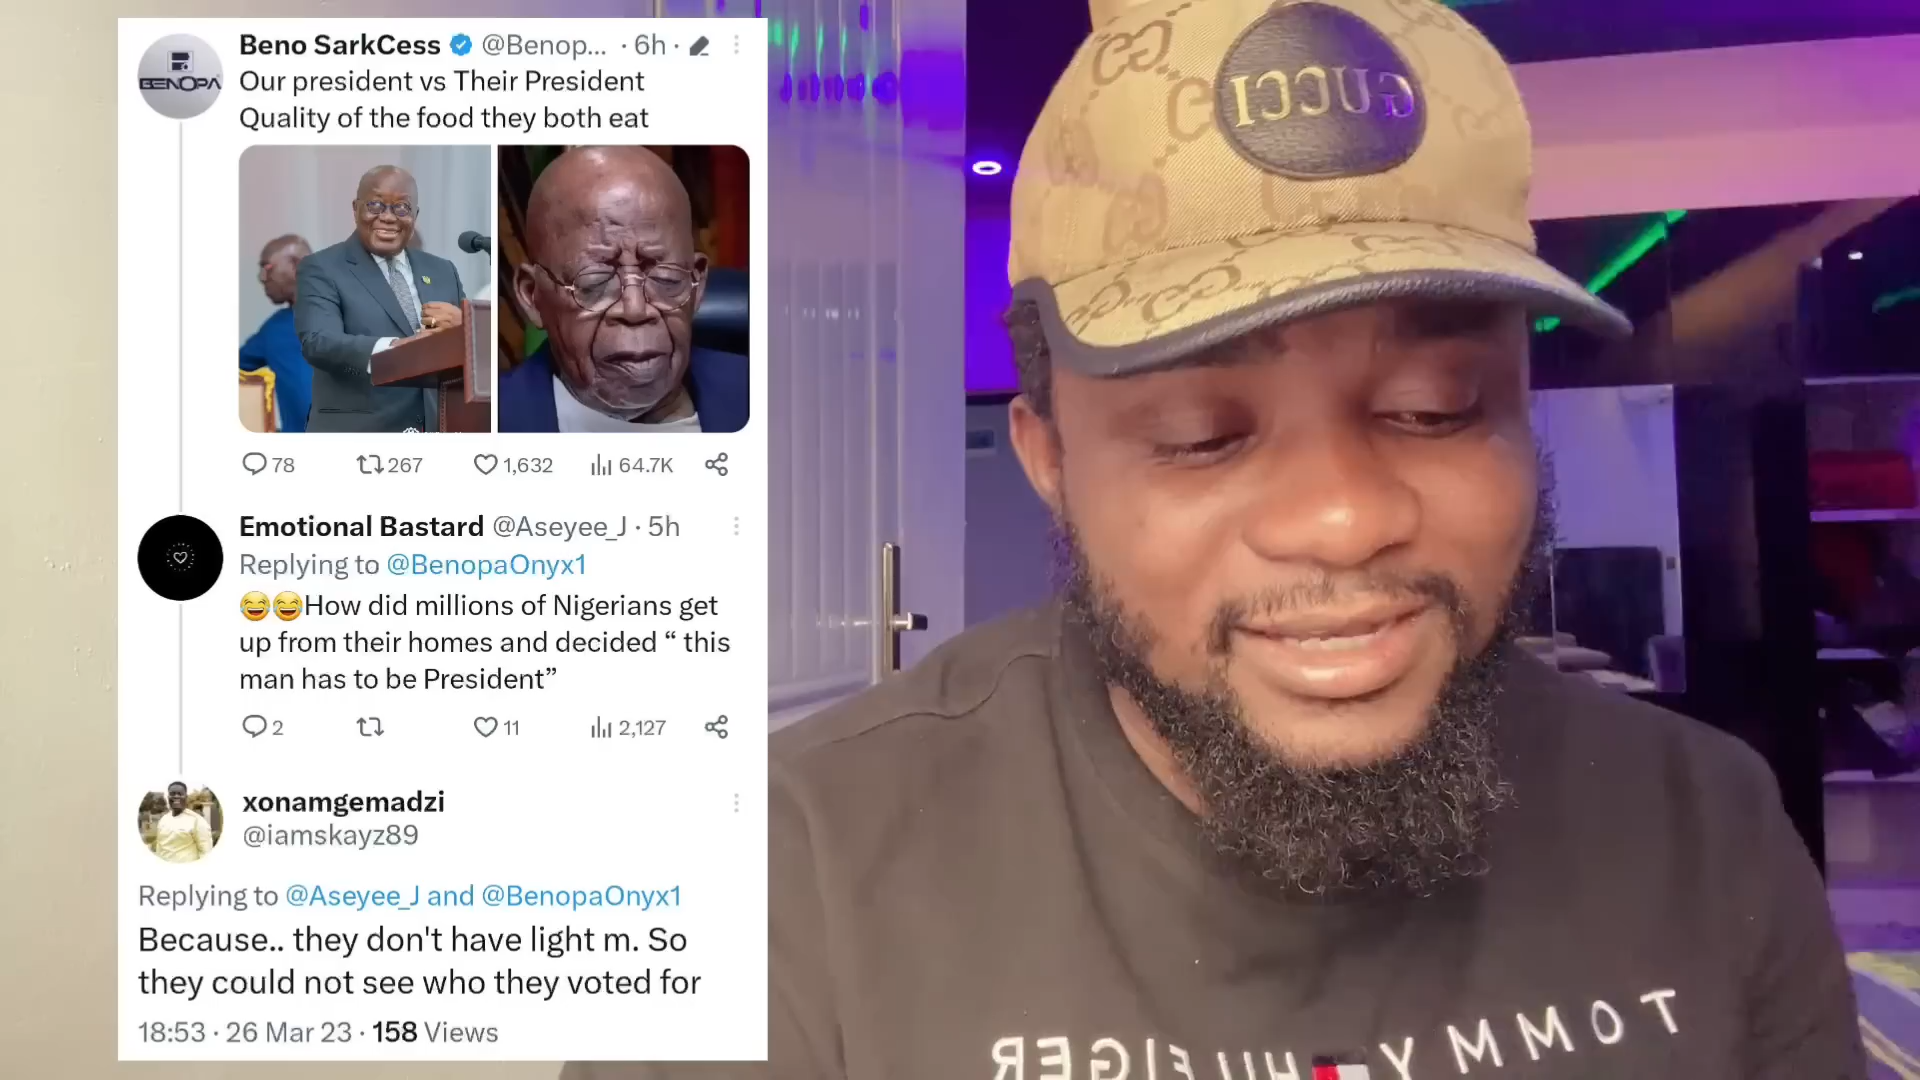 Beno SarkCess @Benop... · 6h ·
Our president vs Their President
Quality of the food they both eat
BENOPA
78 267 1,632 64.7K
Emotional Bastard @Aseyee_J · 5h
Replying to @BenopaOnyx1
😂😂How did millions of Nigerians get
up from their homes and decided “ this
man has to be President”
2 11 2,127
xonamgemadzi
@iamskayz89
Replying to @Aseyee_J and @BenopaOnyx1
Because.. they don't have light m. So
they could not see who they voted for
18:53 · 26 Mar 23 · 158 Views
GUCCI
TOMMY HILFIGER